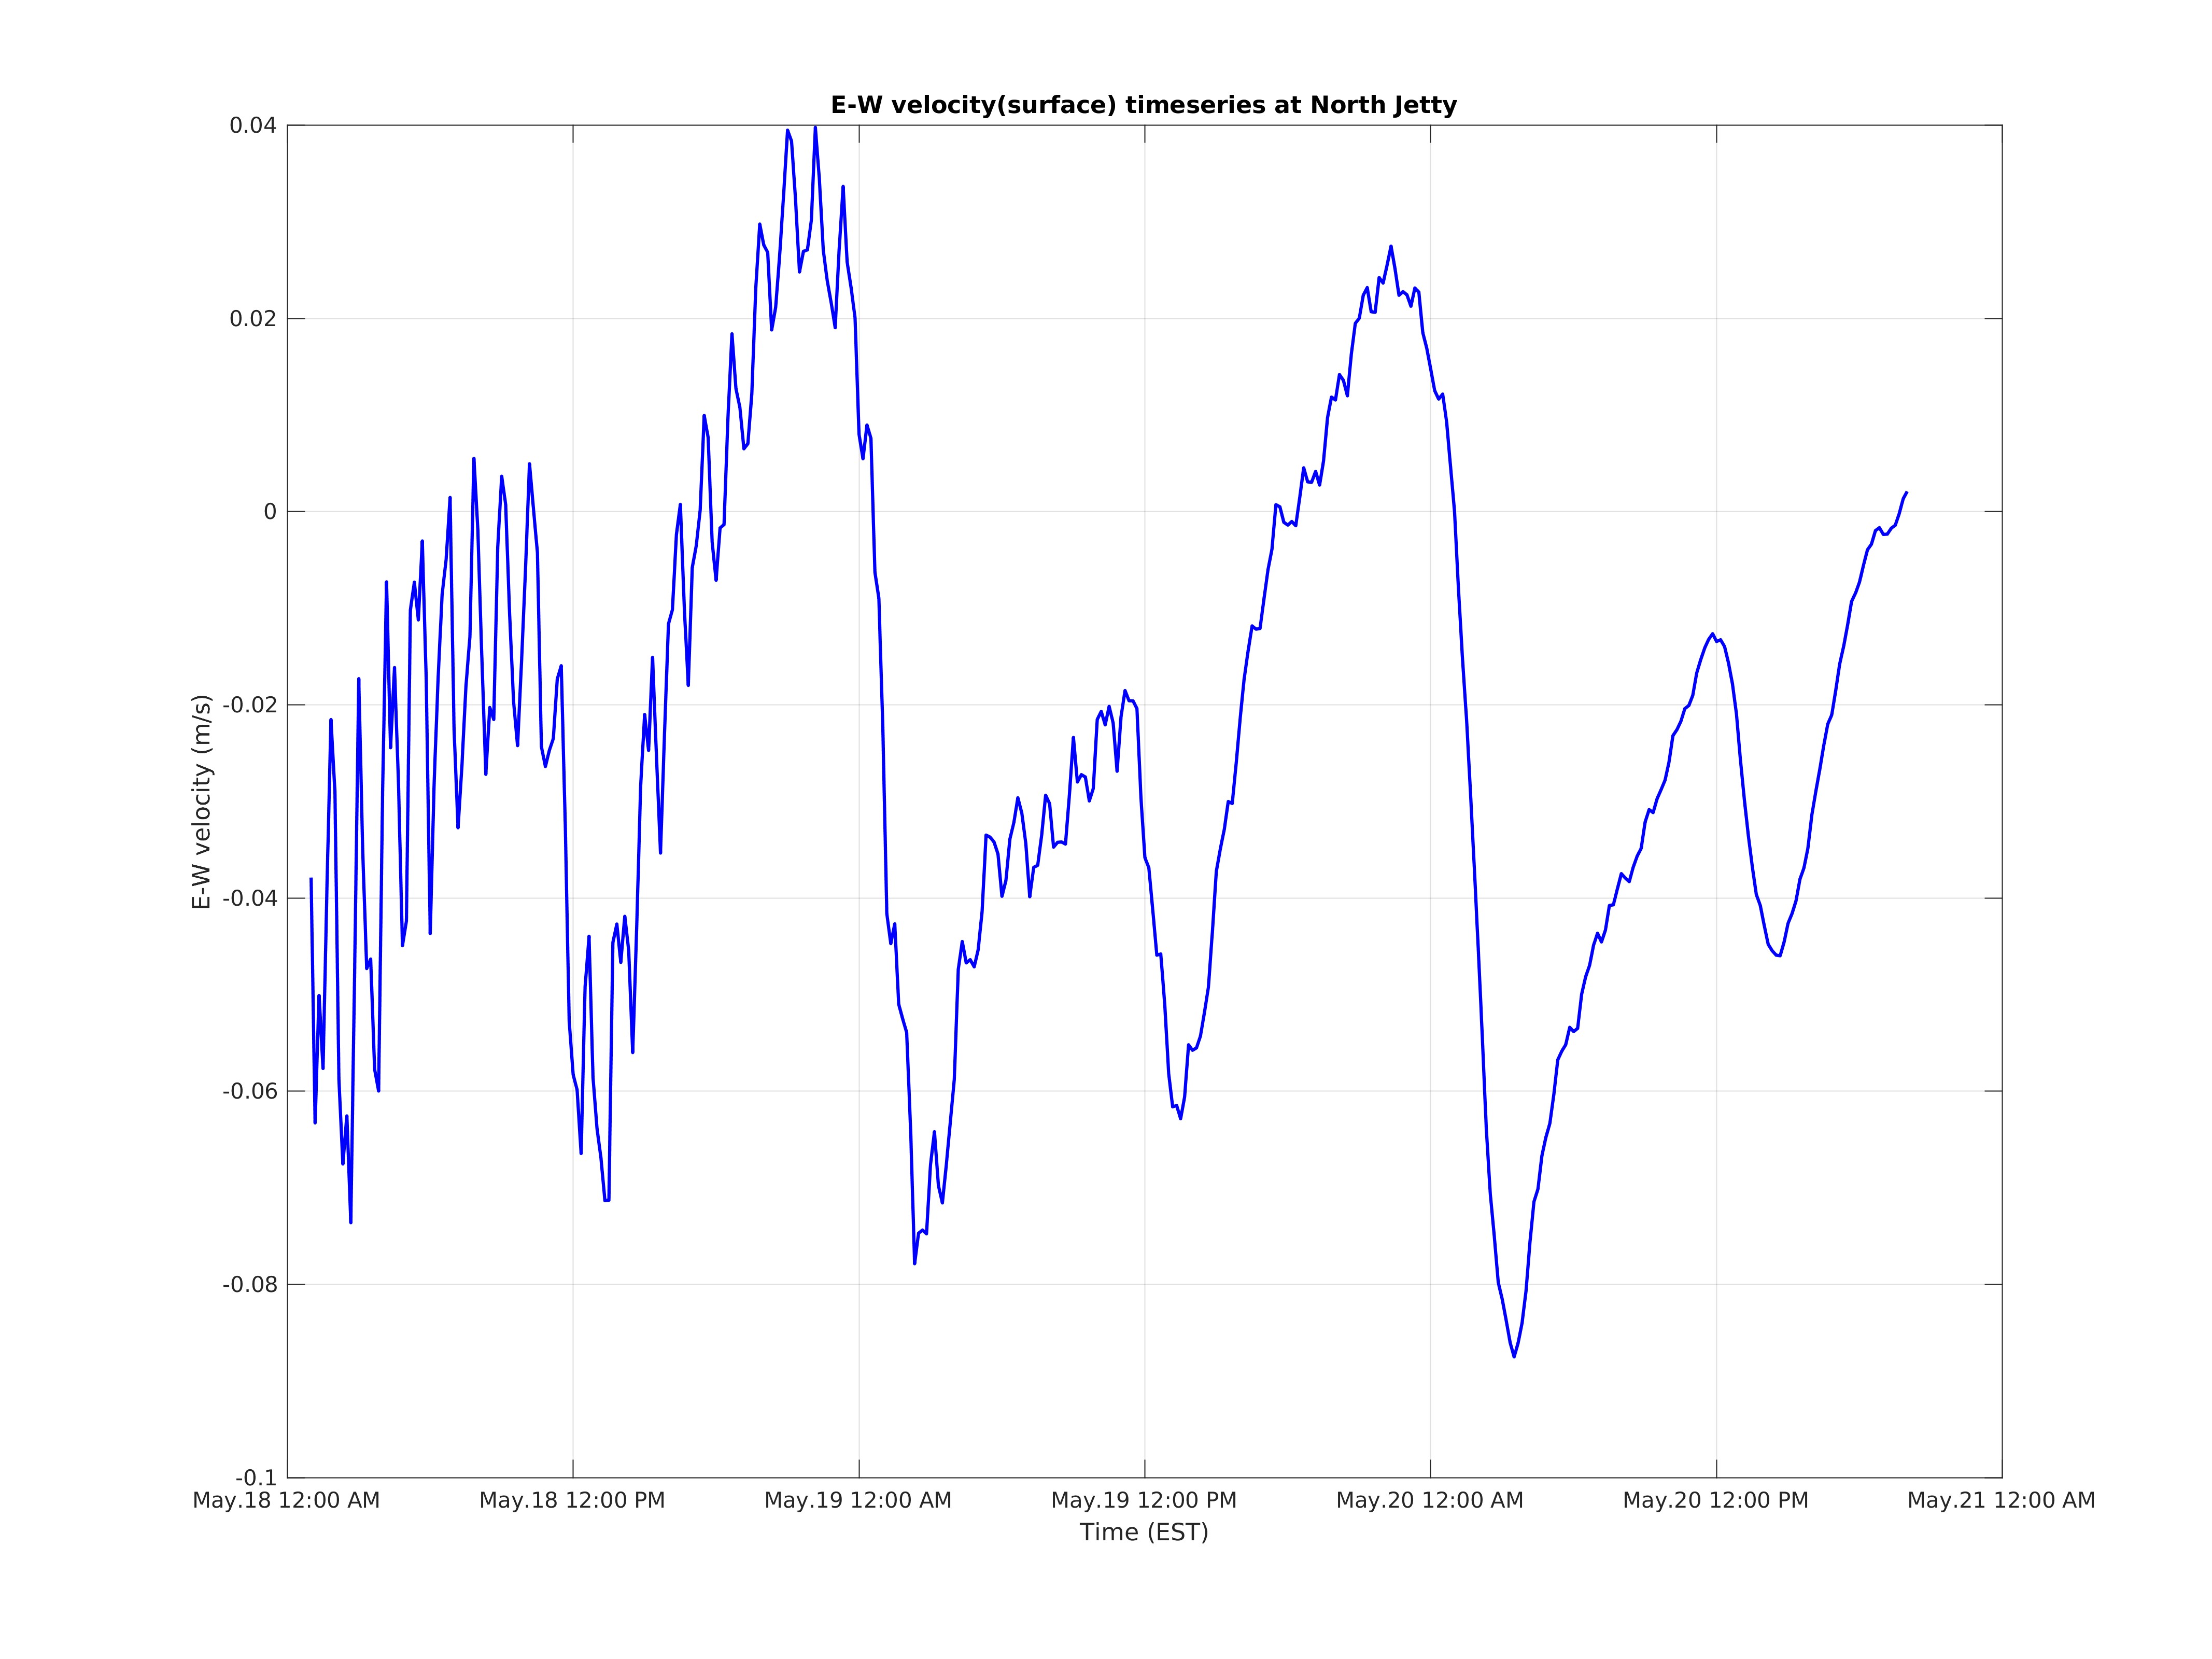 E-W velocity(surface) timeseries at North Jetty
0.04
0.02
0
-0.02
-0.04
-0.06
-0.08
-0.1
E-W velocity (m/s)
May.18 12:00 AM May.18 12:00 PM May.19 12:00 AM May.19 12:00 PM May.20 12:00 AM May.20 12:00 PM May.21 12:00 AM
Time (EST)